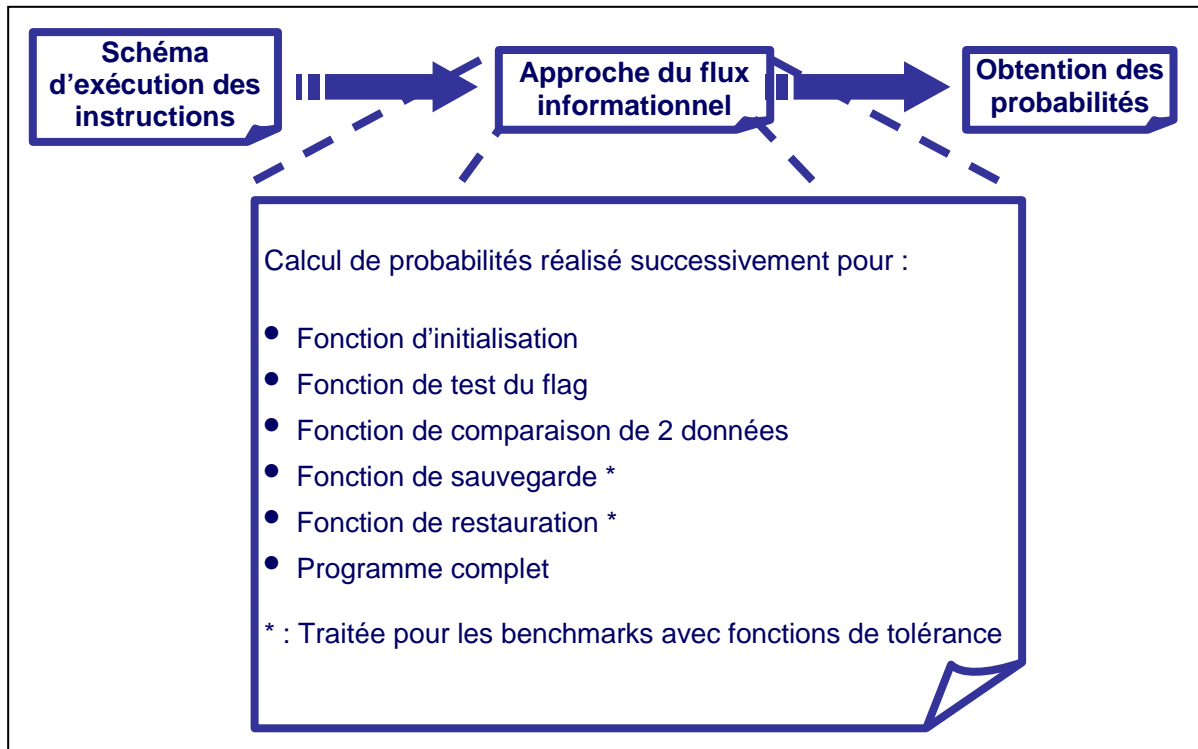 Schéma
d’exécution des
instructions
Approche du flux
informationnel
Obtention des
probabilités
Calcul de probabilités réalisé successivement pour :
• Fonction d’initialisation
• Fonction de test du flag
• Fonction de comparaison de 2 données
• Fonction de sauvegarde *
• Fonction de restauration *
• Programme complet
* : Traitée pour les benchmarks avec fonctions de tolérance